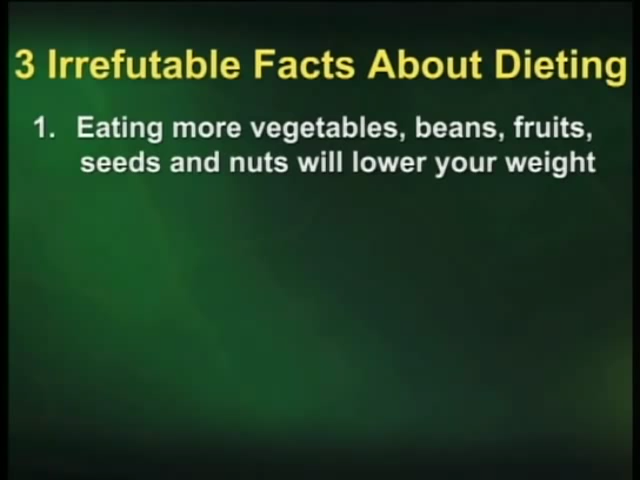 3 Irrefutable Facts About Dieting
1. Eating more vegetables, beans, fruits,
seeds and nuts will lower your weight